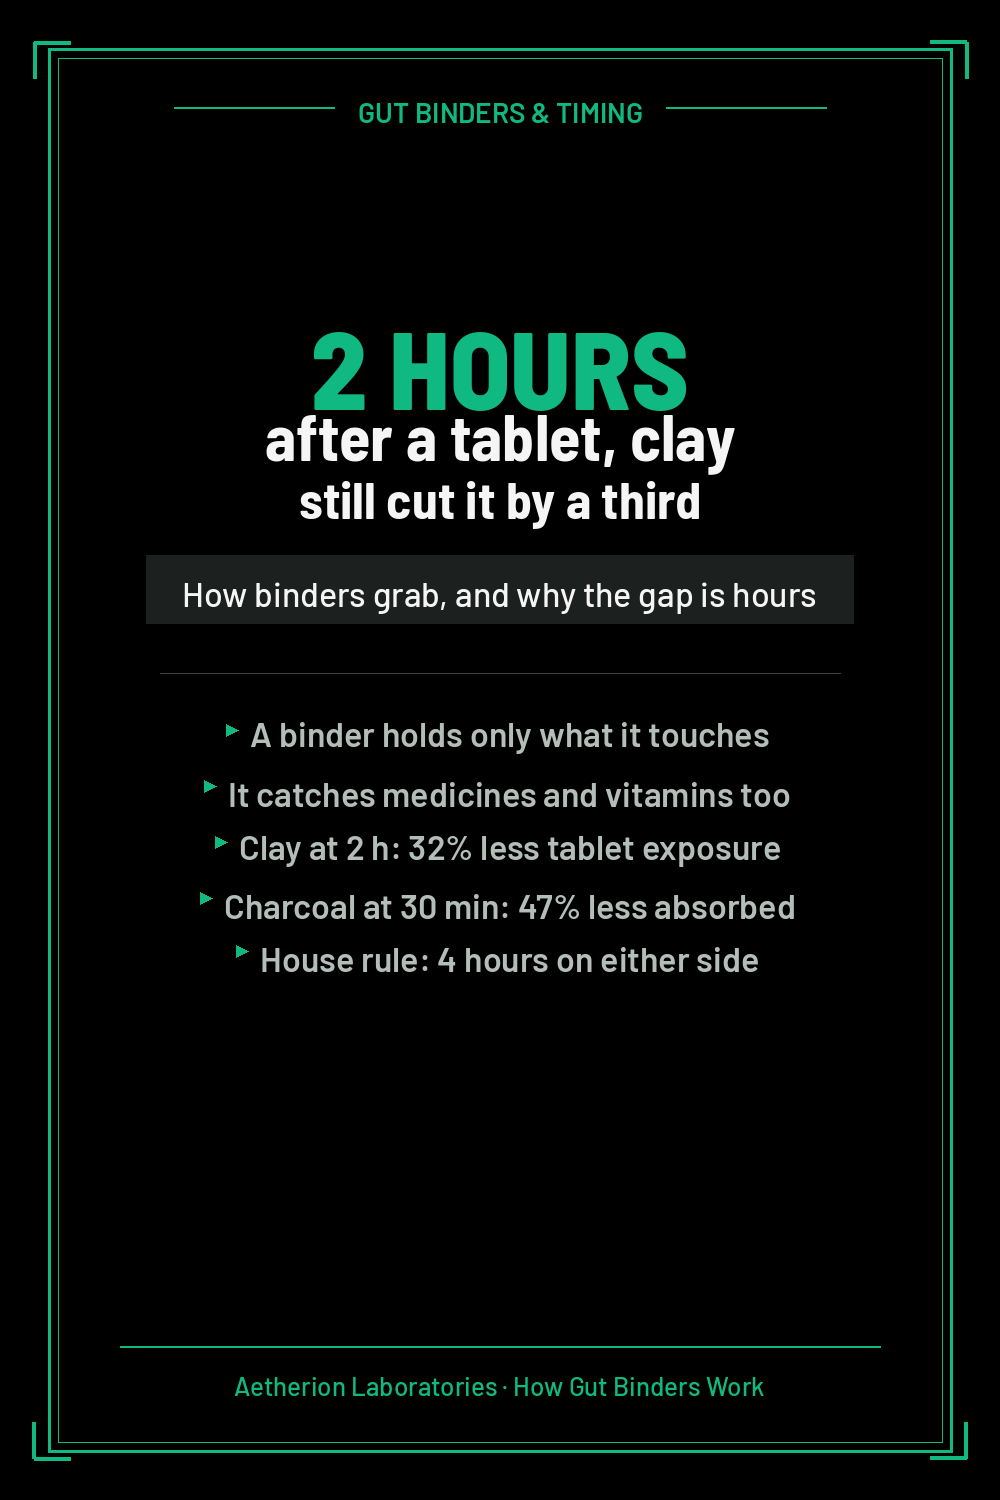 GUT BINDERS & TIMING
2 HOURS
after a tablet, clay
still cut it by a third
How binders grab, and why the gap is hours
A binder holds only what it touches
It catches medicines and vitamins too
Clay at 2 h: 32% less tablet exposure
Charcoal at 30 min: 47% less absorbed
House rule: 4 hours on either side
Aetherion Laboratories · How Gut Binders Work